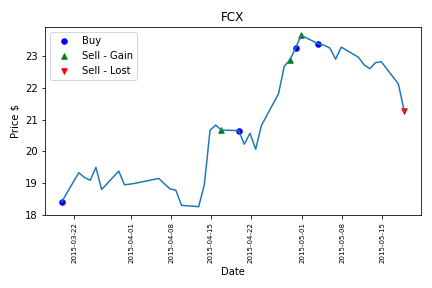 FCX
Buy
Sell - Gain
Sell - Lost
Price $
23
22
21
20
19
18
2015-03-22
2015-04-01
2015-04-08
2015-04-15
2015-04-22
2015-05-01
2015-05-08
2015-05-15
Date